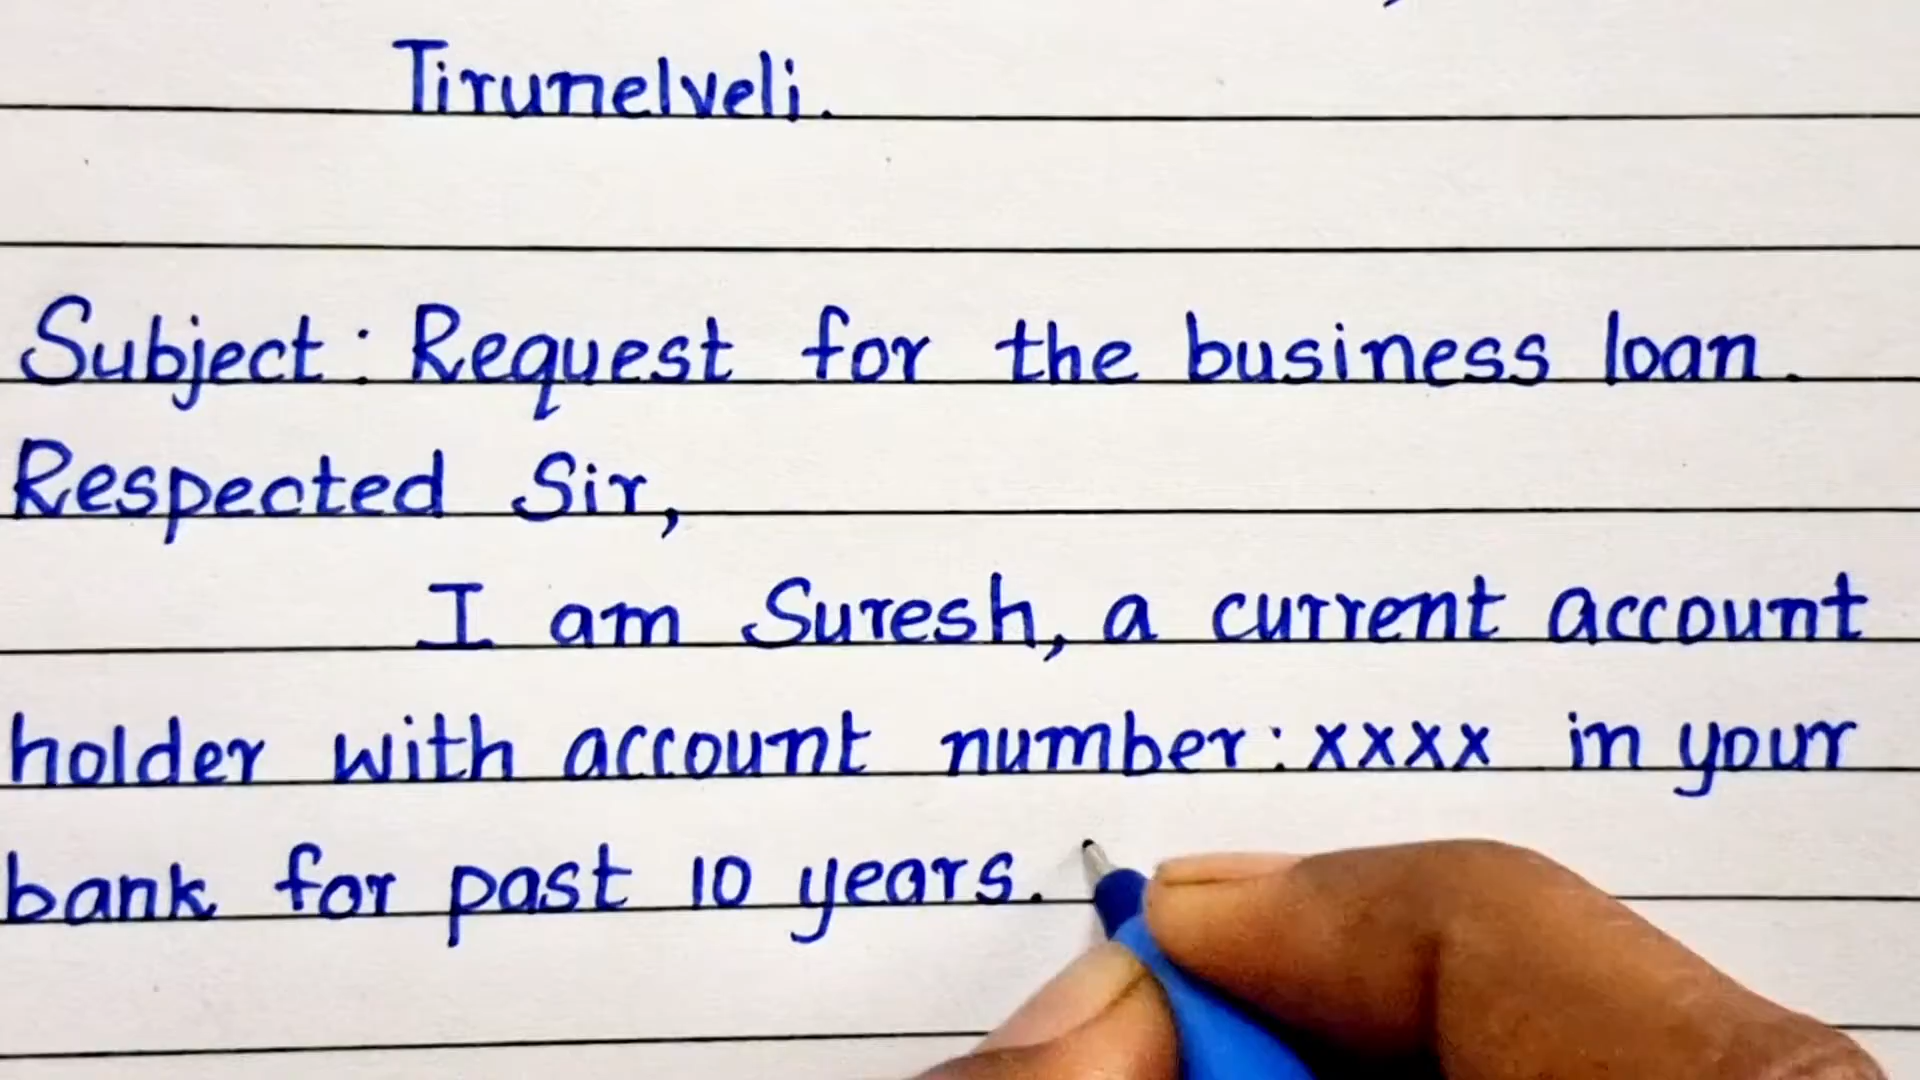 Tirunelveli.
Subject: Request for the business loan.
Respected Sir,
I am Suresh, a current account
holder with account number: xxxx in your
bank for past 10 years.